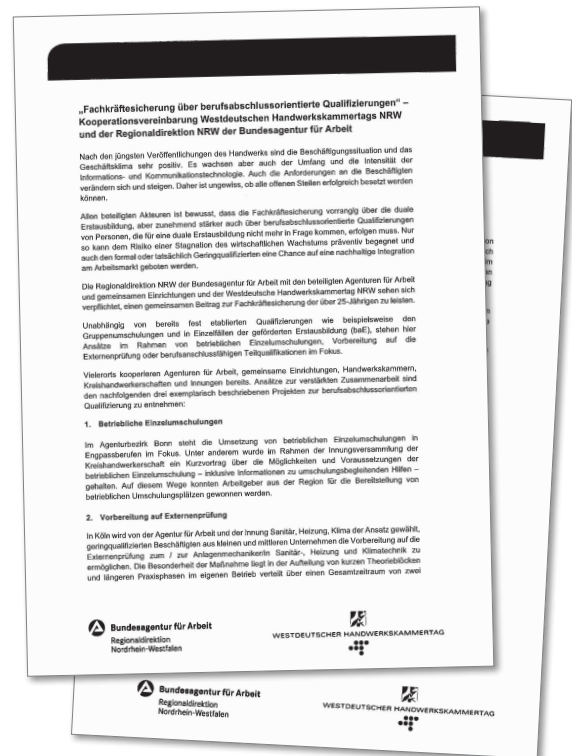 „Fachkräftesicherung über berufsabschlussorientierte Qualifizierungen“ –
Kooperationsvereinbarung Westdeutschen Handwerkskammertags NRW
und der Regionaldirektion NRW der Bundesagentur für Arbeit
Nach den jüngsten Veröffentlichungen des Handwerks sind die Beschäftigungssituation und das
Geschäftsklima sehr positiv. Es wachsen aber auch der Umfang und die Intensität der
Informations- und Kommunikationstechnologie. Auch die Anforderungen an die Beschäftigten
verändern sich und steigen. Daher ist ungewiss, ob alle offenen Stellen erfolgreich besetzt werden
können.
Allen beteiligten Akteuren ist bewusst, dass die Fachkräftesicherung vorrangig über die duale
Erstausbildung, aber zunehmend stärker auch über berufsabschlussorientierte Qualifizierungen
von Personen, die für eine duale Erstausbildung nicht mehr in Frage kommen, erfolgen muss. Nur
so kann dem Risiko einer Stagnation des wirtschaftlichen Wachstums präventiv begegnet und
auch den formal oder tatsächlich Geringqualifizierten eine Chance auf eine nachhaltige Integration
am Arbeitsmarkt geboten werden.
Die Regionaldirektion NRW der Bundesagentur für Arbeit mit den beteiligten Agenturen für Arbeit
und gemeinsamen Einrichtungen und der Westdeutsche Handwerkskammertag NRW sehen sich
verpflichtet, einen gemeinsamen Beitrag zur Fachkräftesicherung der über 25-Jährigen zu leisten.
Unabhängig von bereits fest etablierten Qualifizierungen wie beispielsweise den
Gruppenumschulungen und in Einzelfällen der geförderten Erstausbildung (baE), stehen hier
Ansätze im Rahmen von betrieblichen Einzelumschulungen, Vorbereitung auf die
Externenprüfung oder berufsanschlussfähigen Teilqualifikationen im Fokus.
Vielerorts kooperieren Agenturen für Arbeit, gemeinsame Einrichtungen, Handwerkskammern,
Kreishandwerkerschaften und Innungen bereits. Ansätze zur verstärkten Zusammenarbeit sind
den nachfolgenden drei exemplarisch beschriebenen Projekten zur berufsabschlussorientierten
Qualifizierung zu entnehmen:
1. Betriebliche Einzelumschulungen
Im Agenturbezirk Bonn steht die Umsetzung von betrieblichen Einzelumschulungen in
Engpassberufen im Fokus. Unter anderem wurde im Rahmen der Innungsversammlung der
Kreishandwerkerschaft ein Kurzvortrag über die Möglichkeiten und Voraussetzungen der
betrieblichen Einzelumschulung – inklusive Informationen zu umschulungsbegleitenden Hilfen –
gehalten. Auf diesem Wege konnten Arbeitgeber aus der Region für die Bereitstellung von
betrieblichen Umschulungsplätzen gewonnen werden.
2. Vorbereitung auf Externenprüfung
In Köln wird von der Agentur für Arbeit und der Innung Sanitär, Heizung, Klima der Ansatz gewählt,
geringqualifizierten Beschäftigten aus kleinen und mittleren Unternehmen die Vorbereitung auf die
Externenprüfung zum / zur Anlagenmechaniker/in Sanitär-, Heizung und Klimatechnik zu
ermöglichen. Die Besonderheit der Maßnahme liegt in der Aufteilung von kurzen Theorieblöcken
und längeren Praxisphasen im eigenen Betrieb verteilt über einen Gesamtzeitraum von zwei
Bundesagentur für Arbeit
Regionaldirektion
Nordrhein-Westfalen
WESTDEUTSCHER HANDWERKSKAMMERTAG
Bundesagentur für Arbeit
Regionaldirektion
Nordrhein-Westfalen
WESTDEUTSCHER HANDWERKSKAMMERTAG